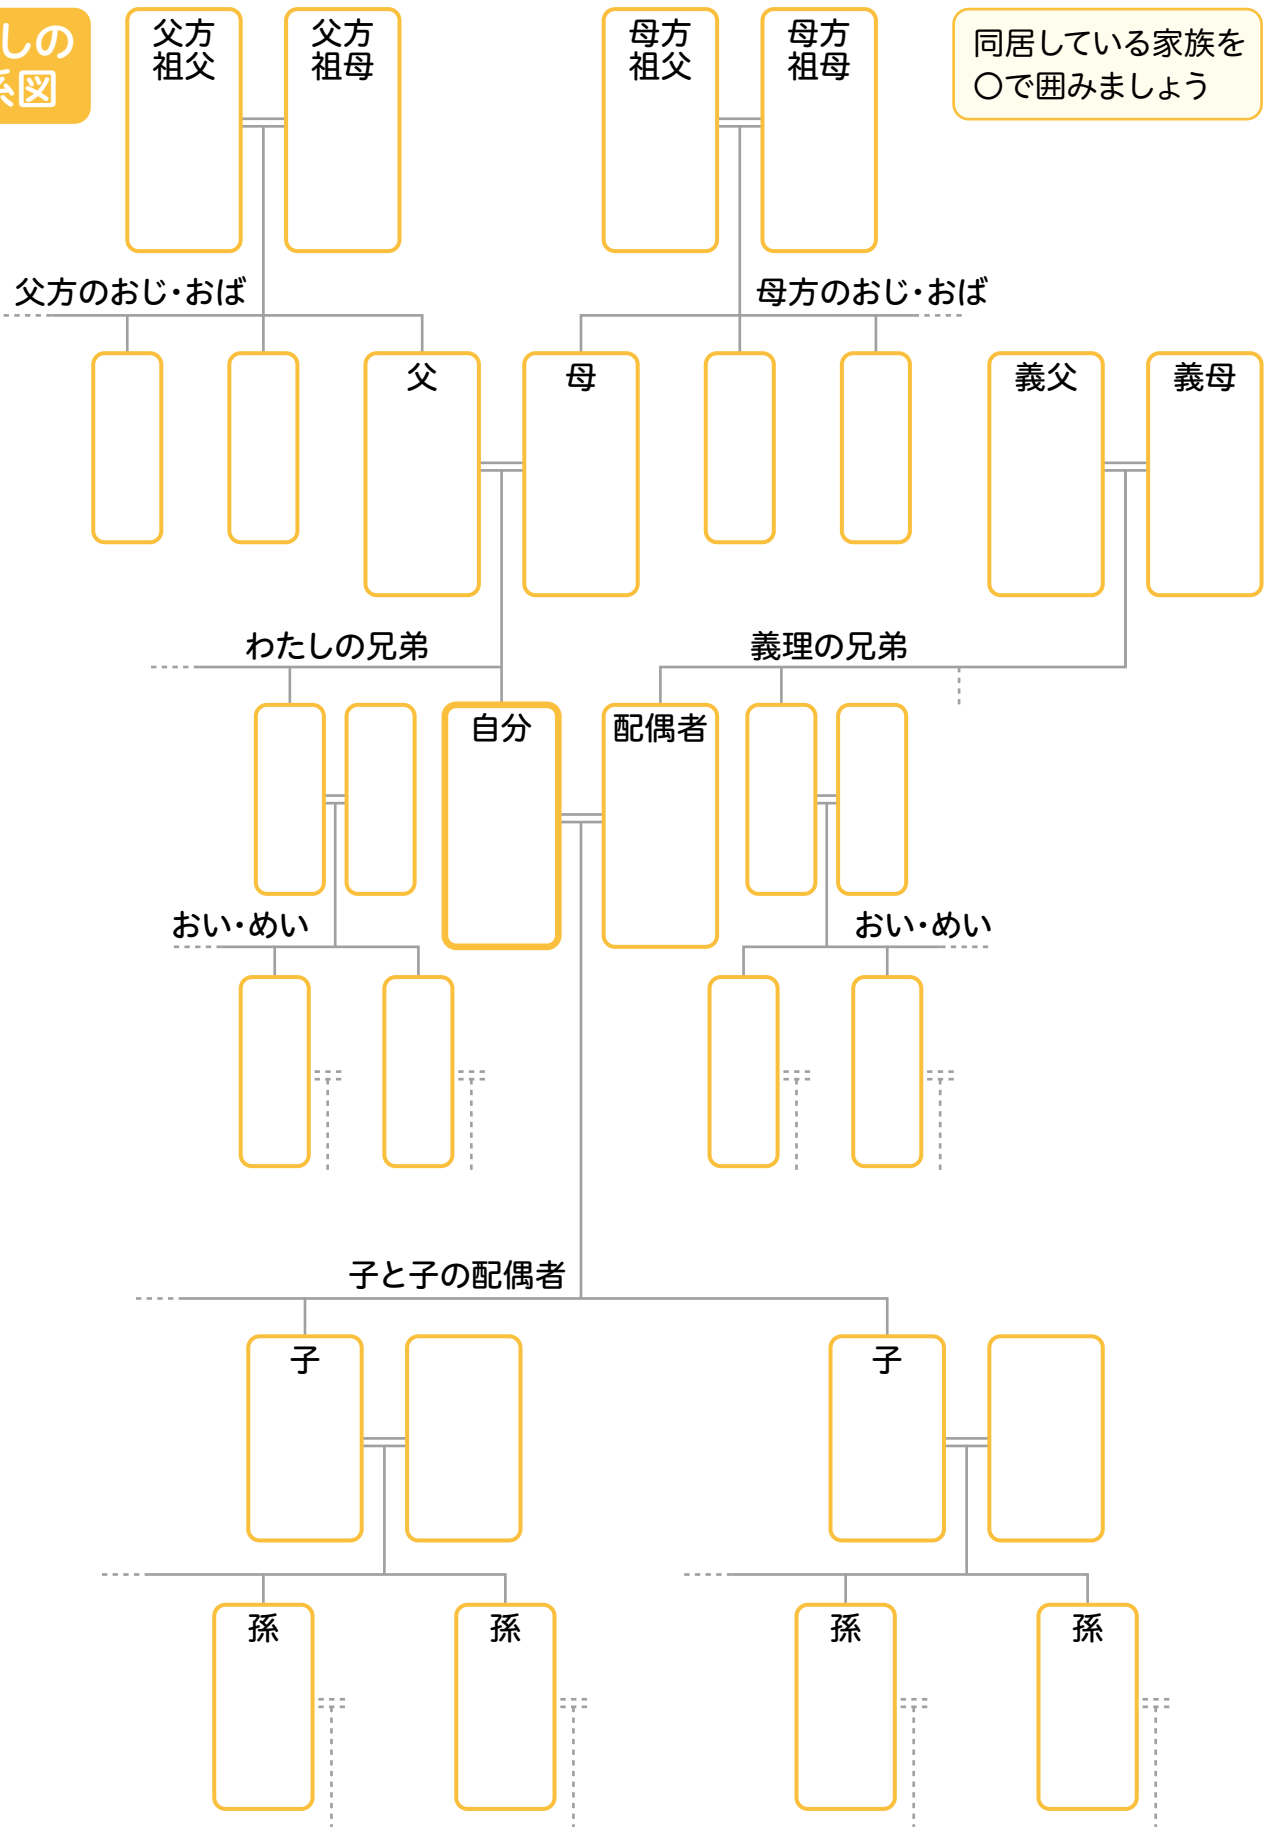 しの
系図
父方
祖父
父方
祖母
母方
祖父
母方
祖母
同居している家族を
〇で囲みましょう
父方のおじ・おば
母方のおじ・おば
父
母
義父
義母
わたしの兄弟
義理の兄弟
自分
配偶者
おい・めい
おい・めい
子と子の配偶者
子
子
孫
孫
孫
孫